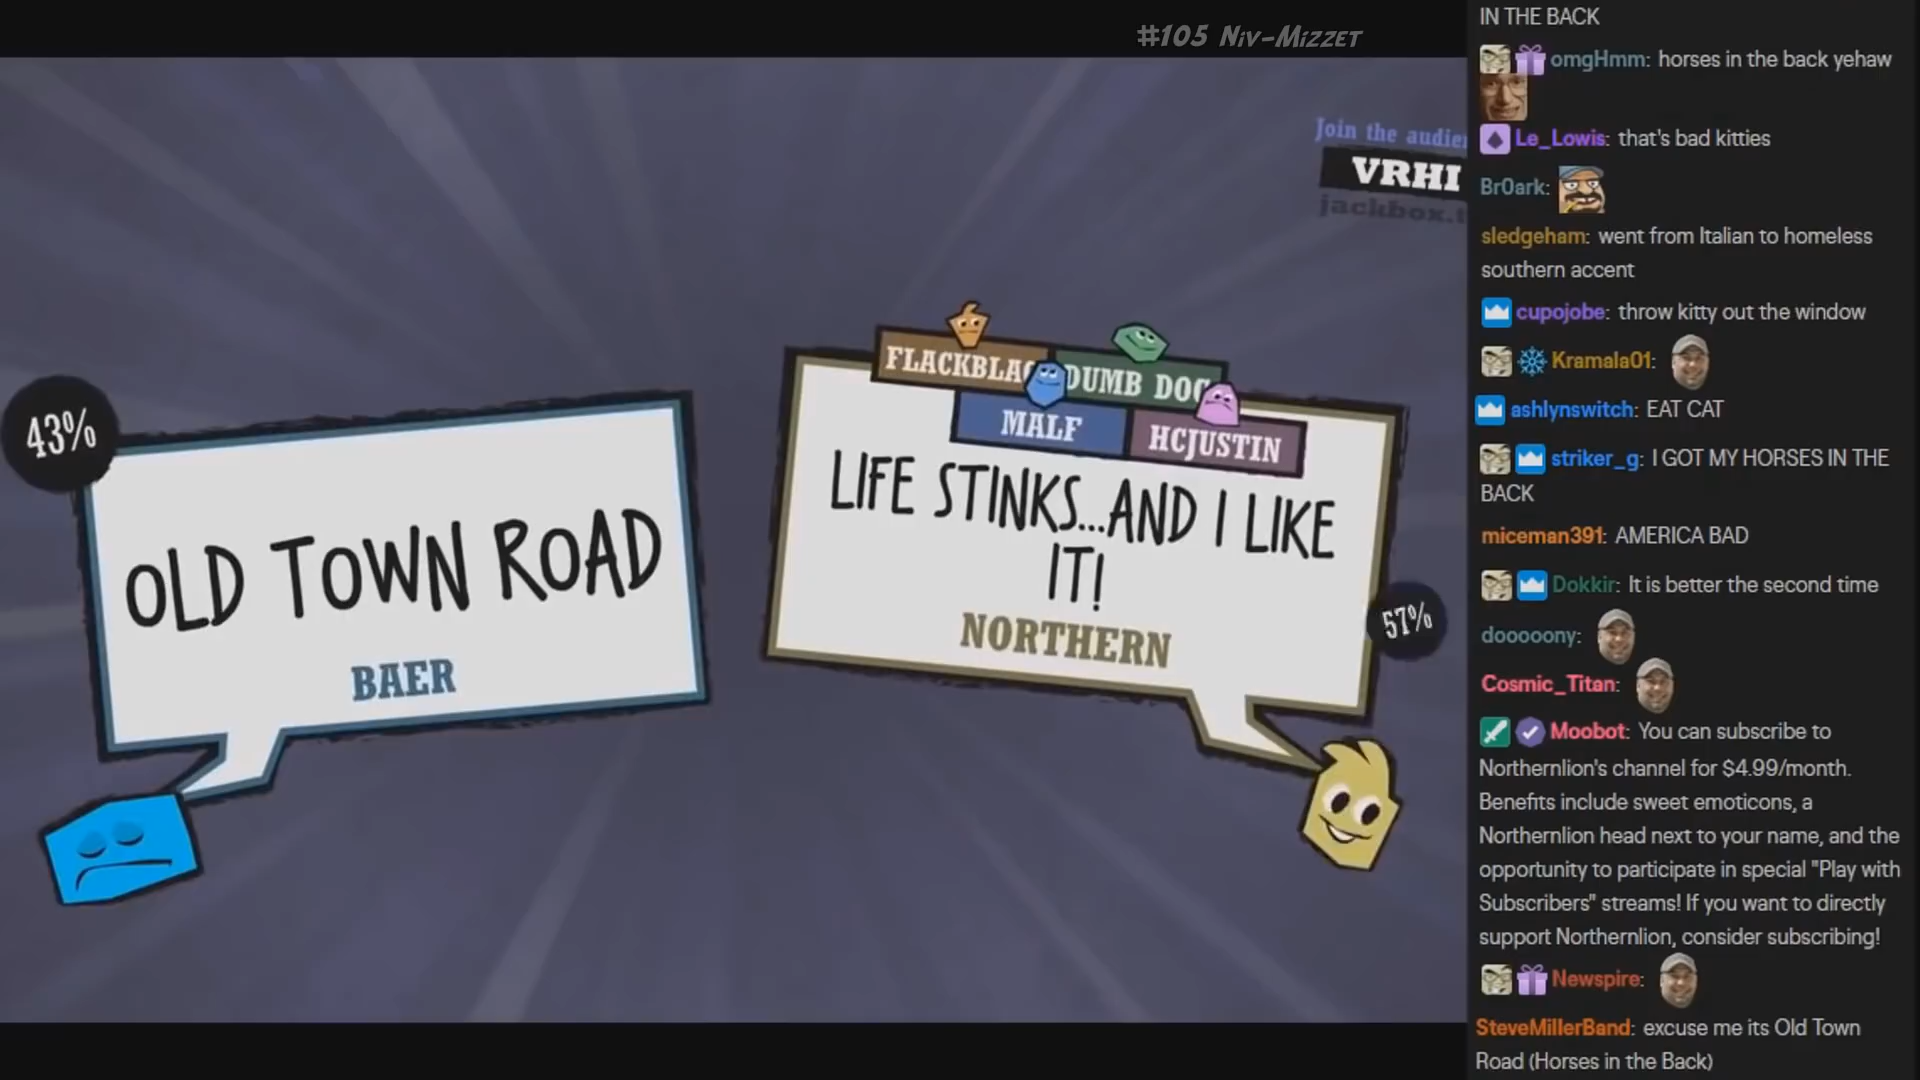 #105 Niv-Mizzet
Join the audie
VRHI
jackbox.t
43%
OLD TOWN ROAD
BAER
FLACKBLA
DUMB DOG
MALF
HCJUSTIN
LIFE STINKS...AND I LIKE
IT!
NORTHERN
57%
IN THE BACK
omgHmm: horses in the back yehaw
Le_Lowis: that's bad kitties
Br0ark:
sledgeham: went from Italian to homeless
southern accent
cupojobe: throw kitty out the window
Kramala01:
ashlynswitch: EAT CAT
striker_g: I GOT MY HORSES IN THE
BACK
miceman391: AMERICA BAD
Dokkir: It is better the second time
dooooony:
Cosmic_Titan:
Moobot: You can subscribe to
Northernlion's channel for $4.99/month.
Benefits include sweet emoticons, a
Northernlion head next to your name, and the
opportunity to participate in special "Play with
Subscribers" streams! If you want to directly
support Northernlion, consider subscribing!
Newspire:
SteveMillerBand: excuse me its Old Town
Road (Horses in the Back)